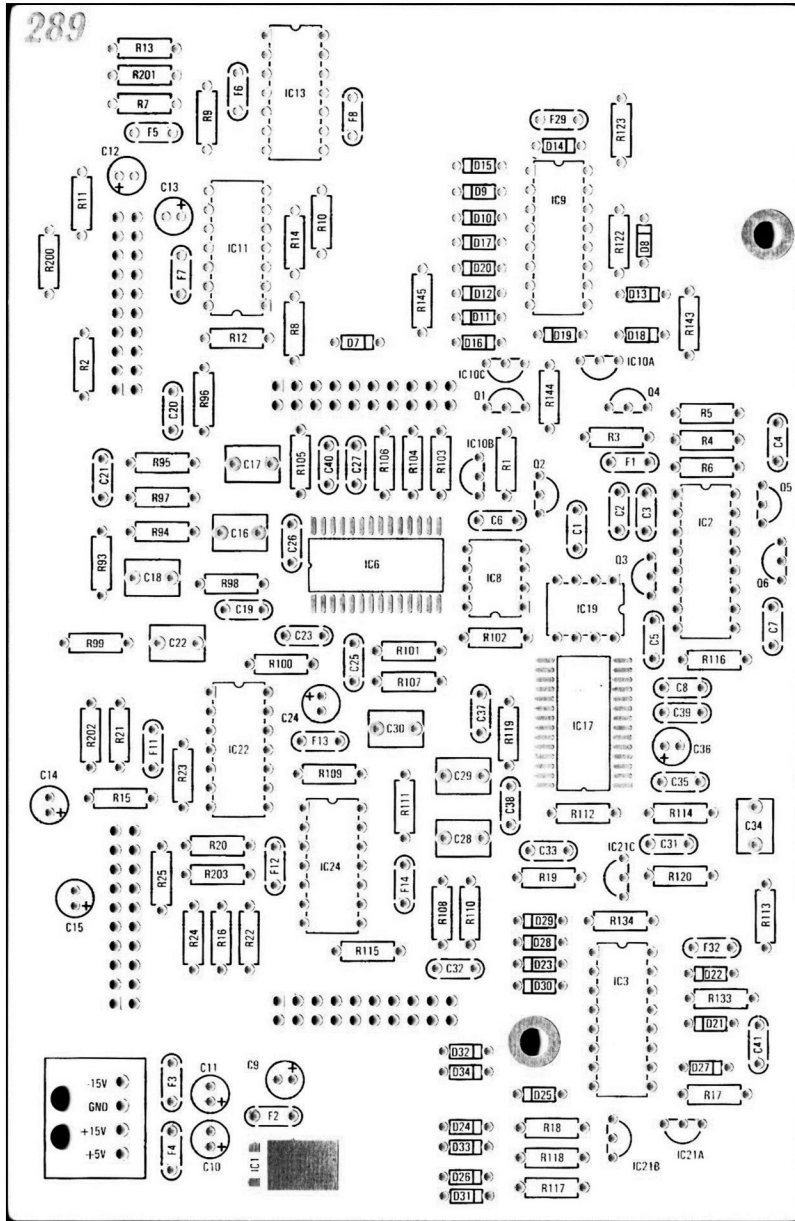 289
R13
R201
R7
F5
R9
F6
IC13
F8
F29
R123
D14
C12
R11
C13
D15
D9
D10
D17
D20
D12
D11
D16
IC9
R200
IC11
R14
R10
R122
D8
F7
R145
D13
R143
R2
R12
R8
D7
D19
D18
IC10C
IC10A
R96
C20
Q1
R144
Q4
R5
R4
R6
C4
R3
F1
C21
R95
C17
R105
C40
C27
R106
R104
R103
IC10B
R1
Q2
R97
C2
C3
IC2
Q5
R94
C16
C26
C6
C1
R93
C18
IC6
IC8
Q3
Q6
R98
C19
IC19
C7
R99
C22
C23
R102
C5
R100
C25
R101
R116
R107
C8
R202
R21
F11
IC22
C24
C37
R119
IC17
C39
F13
C30
C36
R23
C14
R15
R109
R111
C29
C38
C35
R112
R114
C34
R20
C28
IC21C
C33
C31
R25
R203
F12
IC24
F14
R19
R120
C15
R24
R16
R22
R108
R110
D29
R134
R113
D28
F32
R115
C32
D23
D22
D30
IC3
R133
D21
C41
D32
D34
D27
-15V
GND
+15V
+5V
F3
C11
C9
D25
R17
F2
F4
C10
IC1
D24
R18
D33
IC21B
IC21A
R118
D26
D31
R117